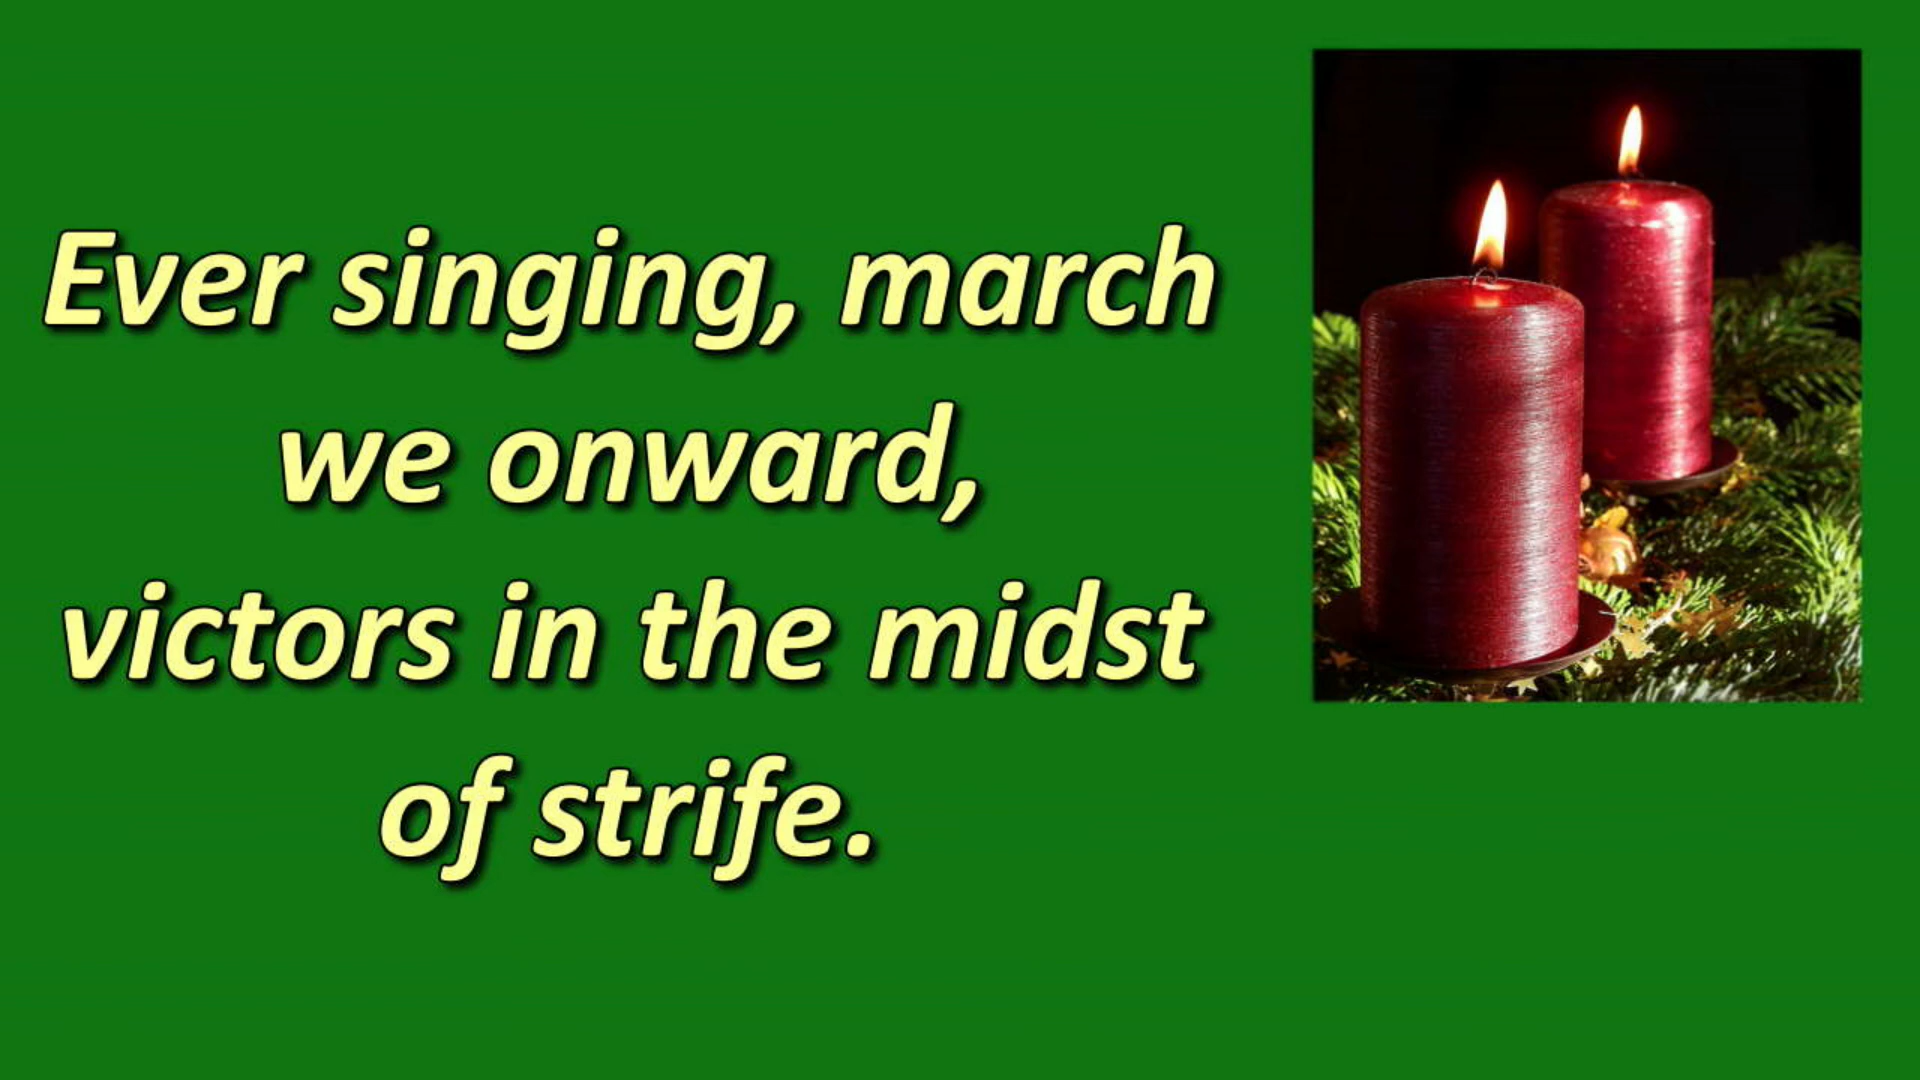 Ever singing, march
we onward,
victors in the midst
of strife.